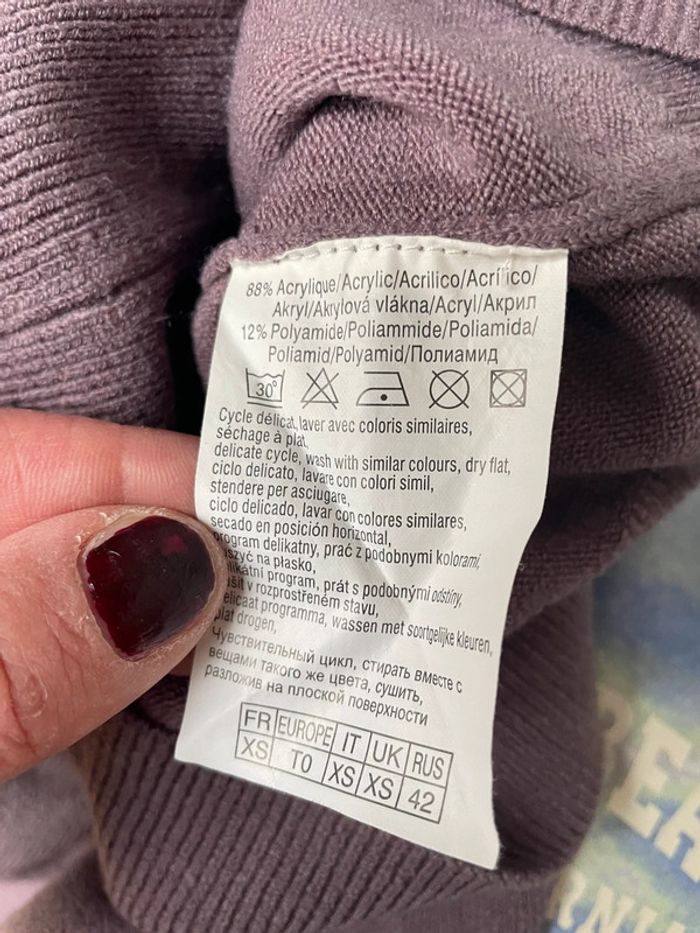 88% Acrylique/Acrylic/Acrilico/Acrílico/
Akryl/Akrylová vlákna/Acryl/Акрил
12% Polyamide/Poliammide/Poliamida/
Poliamid/Polyamid/Полиамид
30°
Cycle délicat, laver avec coloris similaires,
séchage à plat,
delicate cycle, wash with similar colours, dry flat,
ciclo delicato, lavare con colori simil,
stendere per asciugare,
ciclo delicado, lavar con colores similares,
secado en posición horizontal,
program delikatny, prać z podobnymi kolorami,
na płasko,
program, prát s podobnými odstíny,
v rozprostřeném stavu,
programma, wassen met soortgelijke kleuren,
plat drogen,
Чувствительный цикл, стирать вместе с
вещами такого же цвета, сушить,
разложив на плоской поверхности
FR EUROPE IT UK RUS
XS T0 XS XS 42